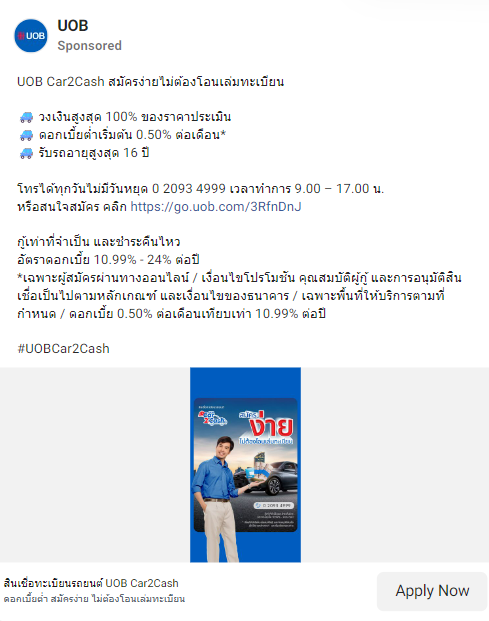 UOB
UOB
Sponsored
UOB Car2Cash สมัครง่ายไม่ต้องโอนเล่มทะเบียน
🚙 วงเงินสูงสุด 100% ของราคาประเมิน
🚙 ดอกเบี้ยต่ำเริ่มต้น 0.50% ต่อเดือน*
🚙 รับรถอายุสูงสุด 16 ปี
โทรได้ทุกวันไม่มีวันหยุด 0 2093 4999 เวลาทำการ 9.00 – 17.00 น.
หรือสนใจสมัคร คลิก https://go.uob.com/3RfnDnJ
กู้เท่าที่จำเป็น และชำระคืนไหว
อัตราดอกเบี้ย 10.99% - 24% ต่อปี
*เฉพาะผู้สมัครผ่านทางออนไลน์ / เงื่อนไขโปรโมชัน คุณสมบัติผู้กู้ และการอนุมัติสิน
เชื่อเป็นไปตามหลักเกณฑ์ และเงื่อนไขของธนาคาร / เฉพาะพื้นที่ให้บริการตามที่
กำหนด / ดอกเบี้ย 0.50% ต่อเดือนเทียบเท่า 10.99% ต่อปี
#UOBCar2Cash
สมัคร
ง่าย
ไม่ต้องโอนเล่มทะเบียน
0 2093 4999
สินเชื่อทะเบียนรถยนต์ UOB Car2Cash
ดอกเบี้ยต่ำ สมัครง่าย ไม่ต้องโอนเล่มทะเบียน
Apply Now